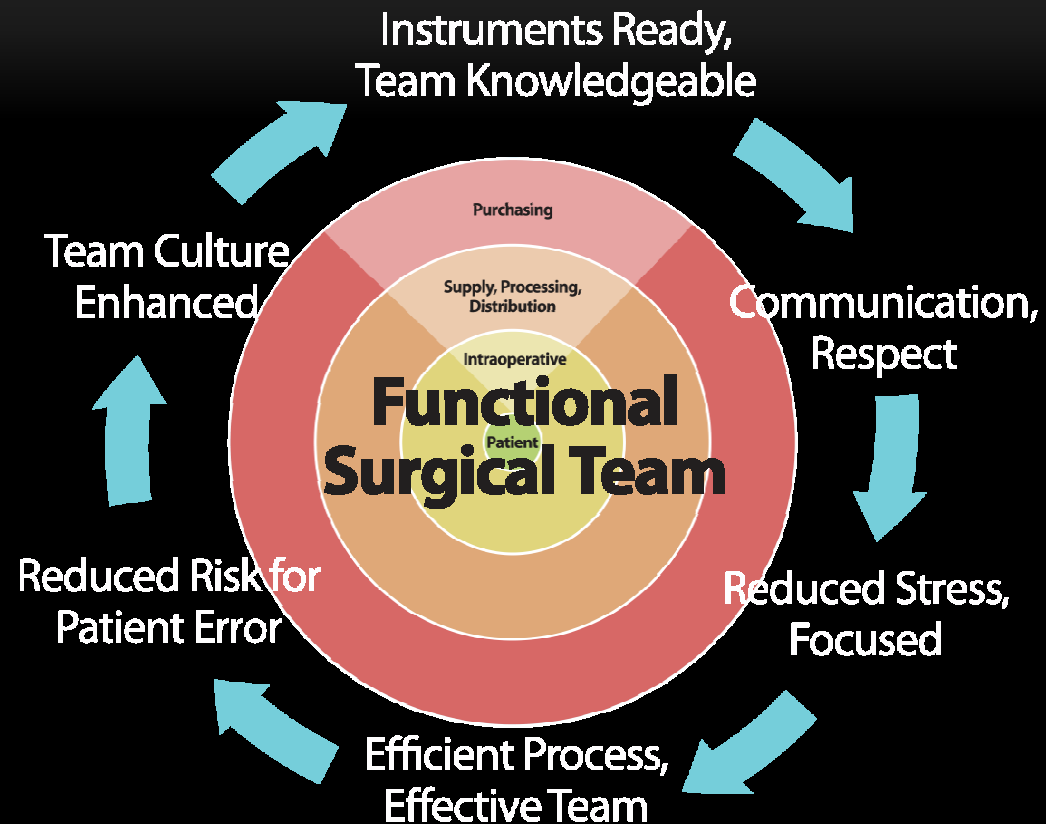 Instruments Ready,
Team Knowledgeable
Purchasing
Team Culture
Enhanced
Supply, Processing,
Distribution
Communication,
Respect
Intraoperative
Functional
Patient
Surgical Team
Reduced Risk for
Patient Error
Reduced Stress,
Focused
Efficient Process,
Effective Team